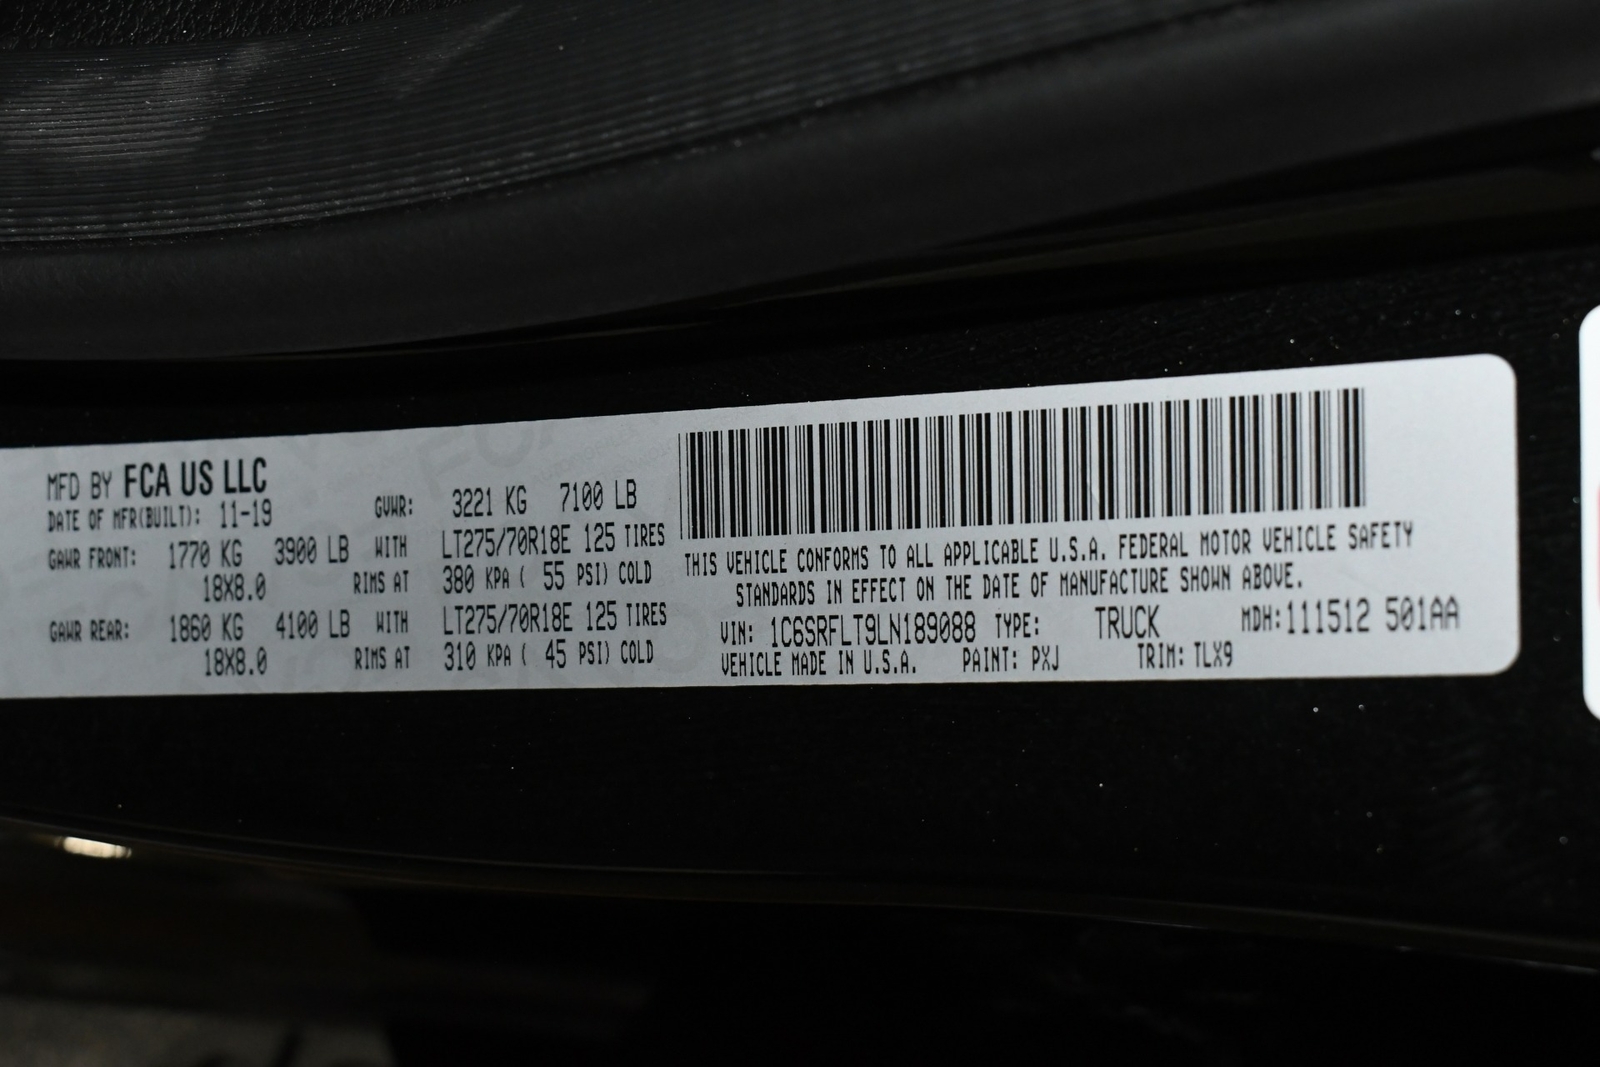 MFD BY FCA US LLC
DATE OF MFR(BUILT): 11-19 GVWR: 3221 KG 7100 LB
GAWR FRONT: 1770 KG 3900 LB WITH LT275/70R18E 125 TIRES
18X8.0 RIMS AT 380 KPA ( 55 PSI) COLD
GAWR REAR: 1860 KG 4100 LB WITH LT275/70R18E 125 TIRES
18X8.0 RIMS AT 310 KPA ( 45 PSI) COLD
THIS VEHICLE CONFORMS TO ALL APPLICABLE U.S.A. FEDERAL MOTOR VEHICLE SAFETY
STANDARDS IN EFFECT ON THE DATE OF MANUFACTURE SHOWN ABOVE.
VIN: 1C6SRFLT9LN189088 TYPE: TRUCK MDH:111512 501AA
VEHICLE MADE IN U.S.A. PAINT: PXJ TRIM: TLX9